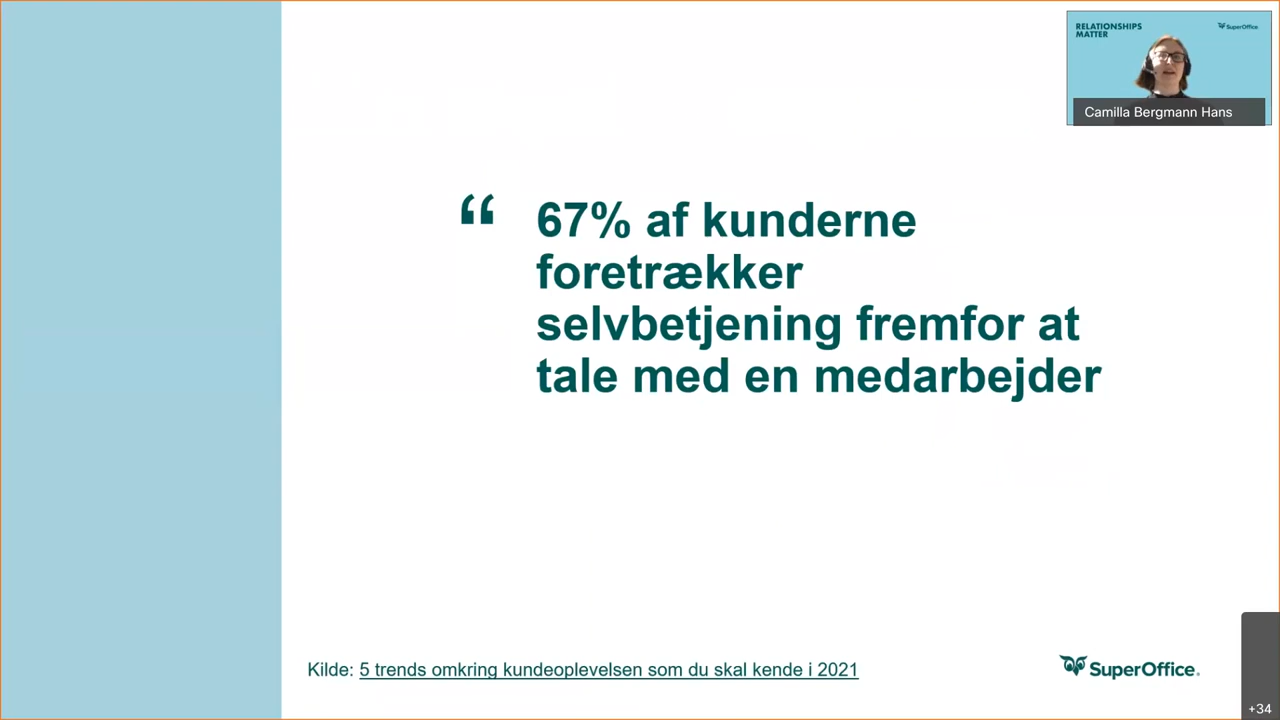 RELATIONSHIPS
MATTER
SuperOffice
Camilla Bergmann Hans
“ 67% af kunderne
foretrækker
selvbetjening fremfor at
tale med en medarbejder
Kilde: 5 trends omkring kundeoplevelsen som du skal kende i 2021
SuperOffice.
+34